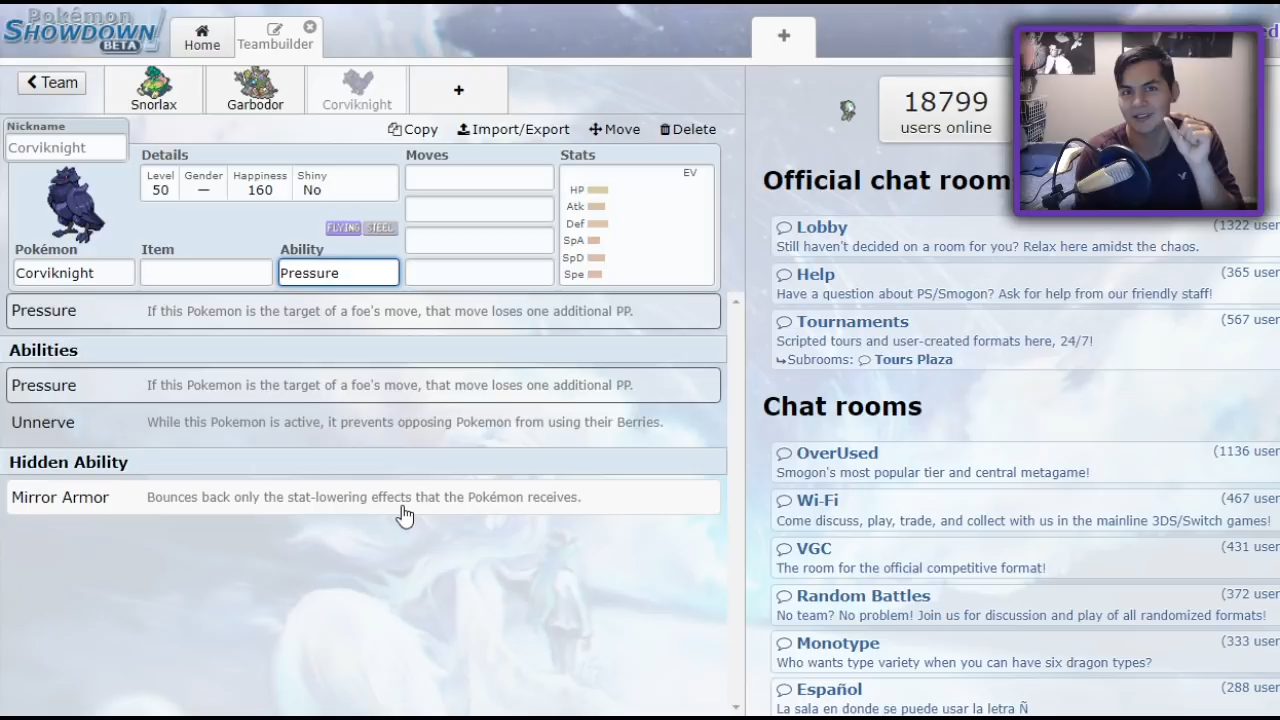 Pokémon
SHOWDOWN!
BETA
Home
Teambuilder
+
Team
Snorlax
Garbodor
Corviknight
+
18799
users online
Nickname
Corviknight
Copy
Import/Export
Move
Delete
Details
Moves
Stats
Level
50
Gender
—
Happiness
160
Shiny
No
EV
HP
Atk
Def
SpA
SpD
Spe
FLYING STEEL
Pokémon
Corviknight
Item
Ability
Pressure
Pressure If this Pokemon is the target of a foe's move, that move loses one additional PP.
Abilities
Pressure If this Pokemon is the target of a foe's move, that move loses one additional PP.
Unnerve While this Pokemon is active, it prevents opposing Pokemon from using their Berries.
Hidden Ability
Mirror Armor Bounces back only the stat-lowering effects that the Pokémon receives.
Official chat room
Lobby (1322 user
Still haven't decided on a room for you? Relax here amidst the chaos.
Help (365 user
Have a question about PS/Smogon? Ask for help from our friendly staff!
Tournaments (567 user
Scripted tours and user-created formats here, 24/7!
↳Subrooms: Tours Plaza
Chat rooms
OverUsed (1136 user
Smogon's most popular tier and central metagame!
Wi-Fi (467 user
Come discuss, play, trade, and collect with us in the mainline 3DS/Switch games!
VGC (431 user
The room for the official competitive format!
Random Battles (372 user
No team? No problem! Join us for discussion and play of all randomized formats!
Monotype (333 user
Who wants type variety when you can have six dragon types?
Español (288 user
La sala en donde se puede usar la letra Ñ